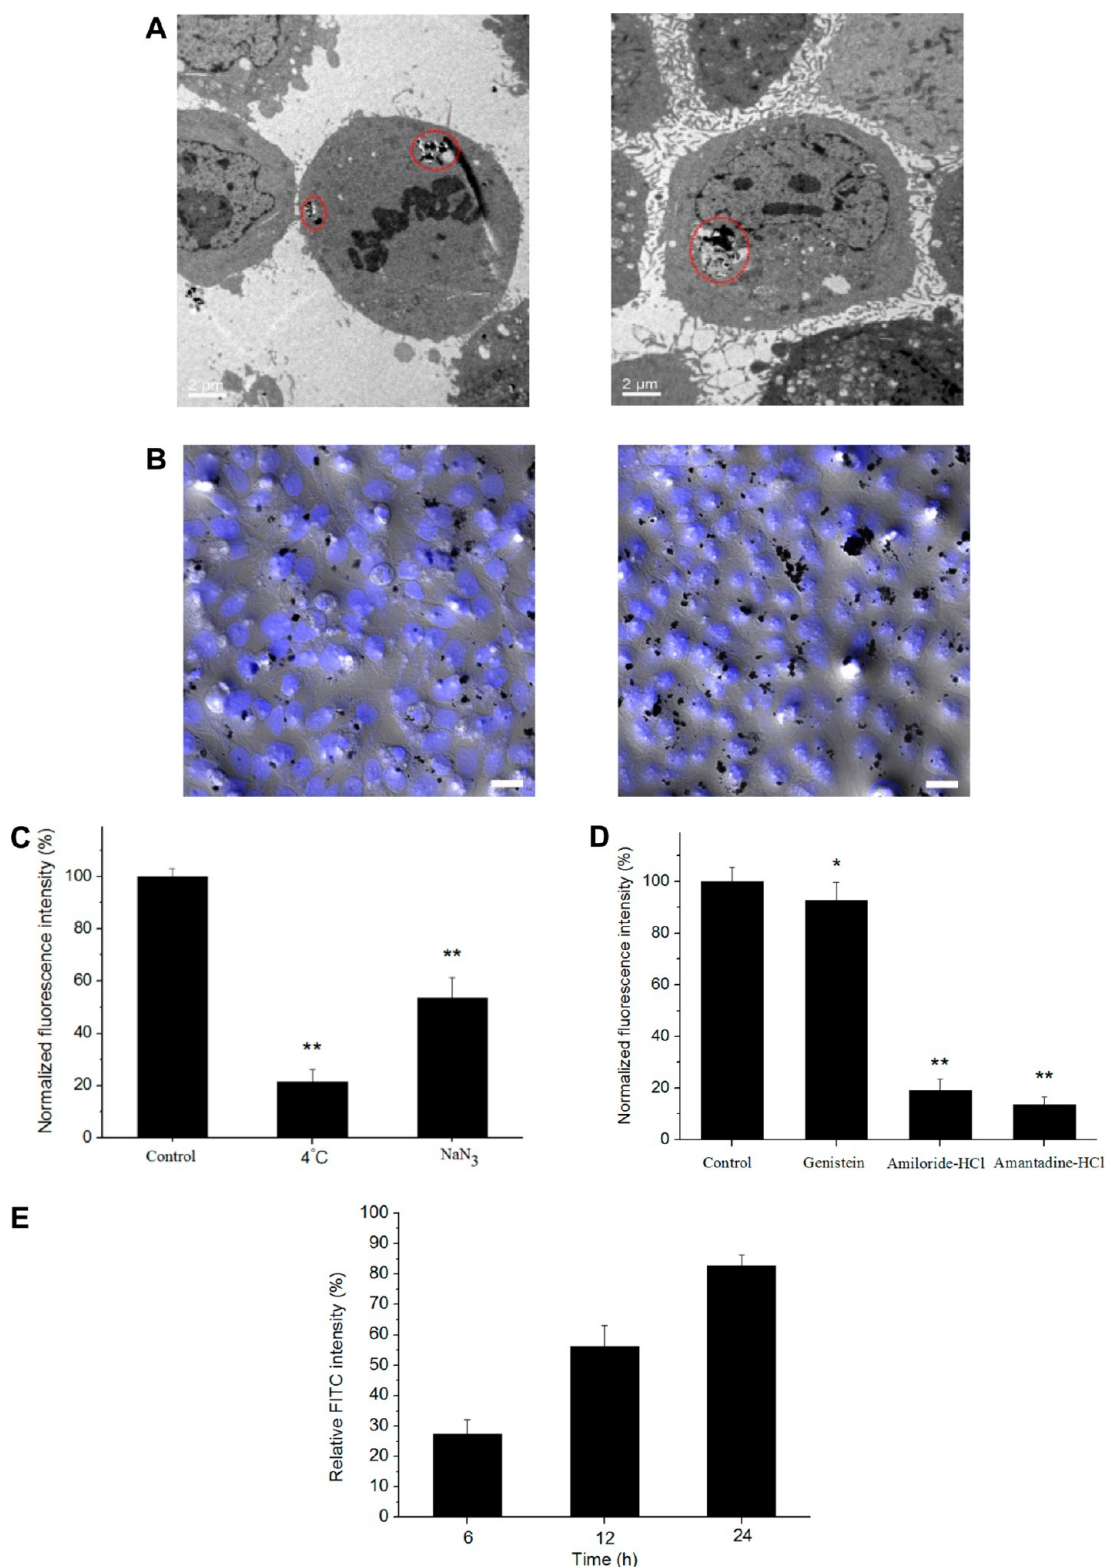 A
2 µm
2 µm
B
C
Normalized fluorescence intensity (%)
100
80
60
40
20
0
**
**
Control
4°C
NaN3
D
Normalized fluorescence intensity (%)
100
80
60
40
20
0
*
**
**
Control
Genistein
Amiloride-HCl
Amantadine-HCl
E
Relative FITC intensity (%)
100
90
80
70
60
50
40
30
20
10
0
6
12
24
Time (h)